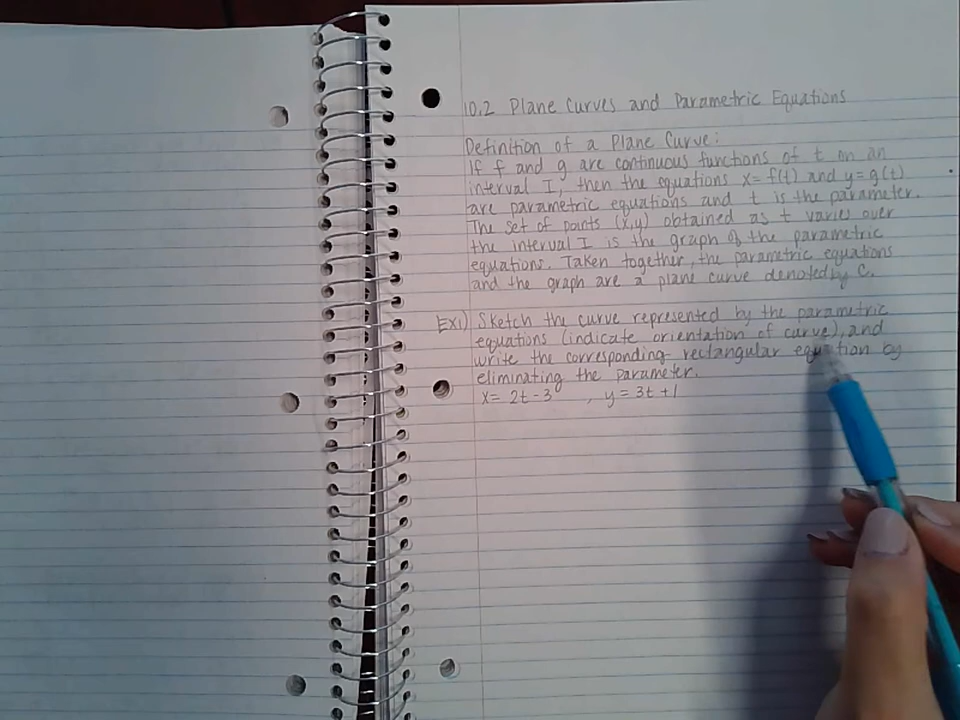 10.2 Plane Curves and Parametric Equations
Definition of a Plane Curve:
If f and g are continuous functions of t on an
interval I, then the equations x=f(t) and y=g(t)
are parametric equations and t is the parameter.
The set of points (x,y) obtained as t varies over
the interval I is the graph of the parametric
equations. Taken together, the parametric equations
and the graph are a plane curve denoted by C.
EX1) Sketch the curve represented by the parametric
equations (indicate orientation of curve), and
write the corresponding rectangular equation by
eliminating the parameter.
x= 2t-3 , y=3t+1